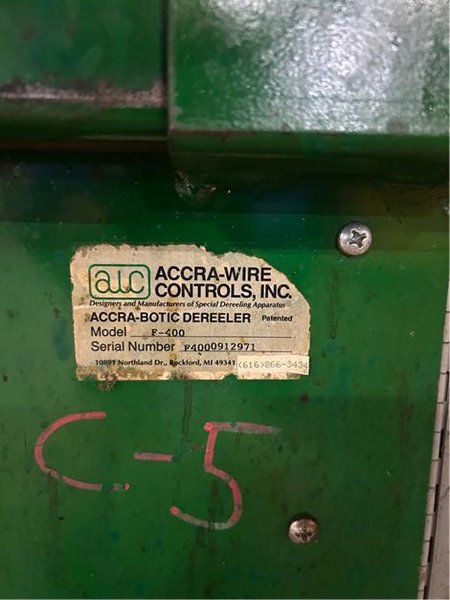 awc ACCRA-WIRE
CONTROLS, INC.
Designers and Manufacturers of Special Dereeling Apparatus
ACCRA-BOTIC DEREELER Patented
Model F-400
Serial Number F4000912971
10891 Northland Dr., Rockford, MI 49341 (616)866-3434
C-5